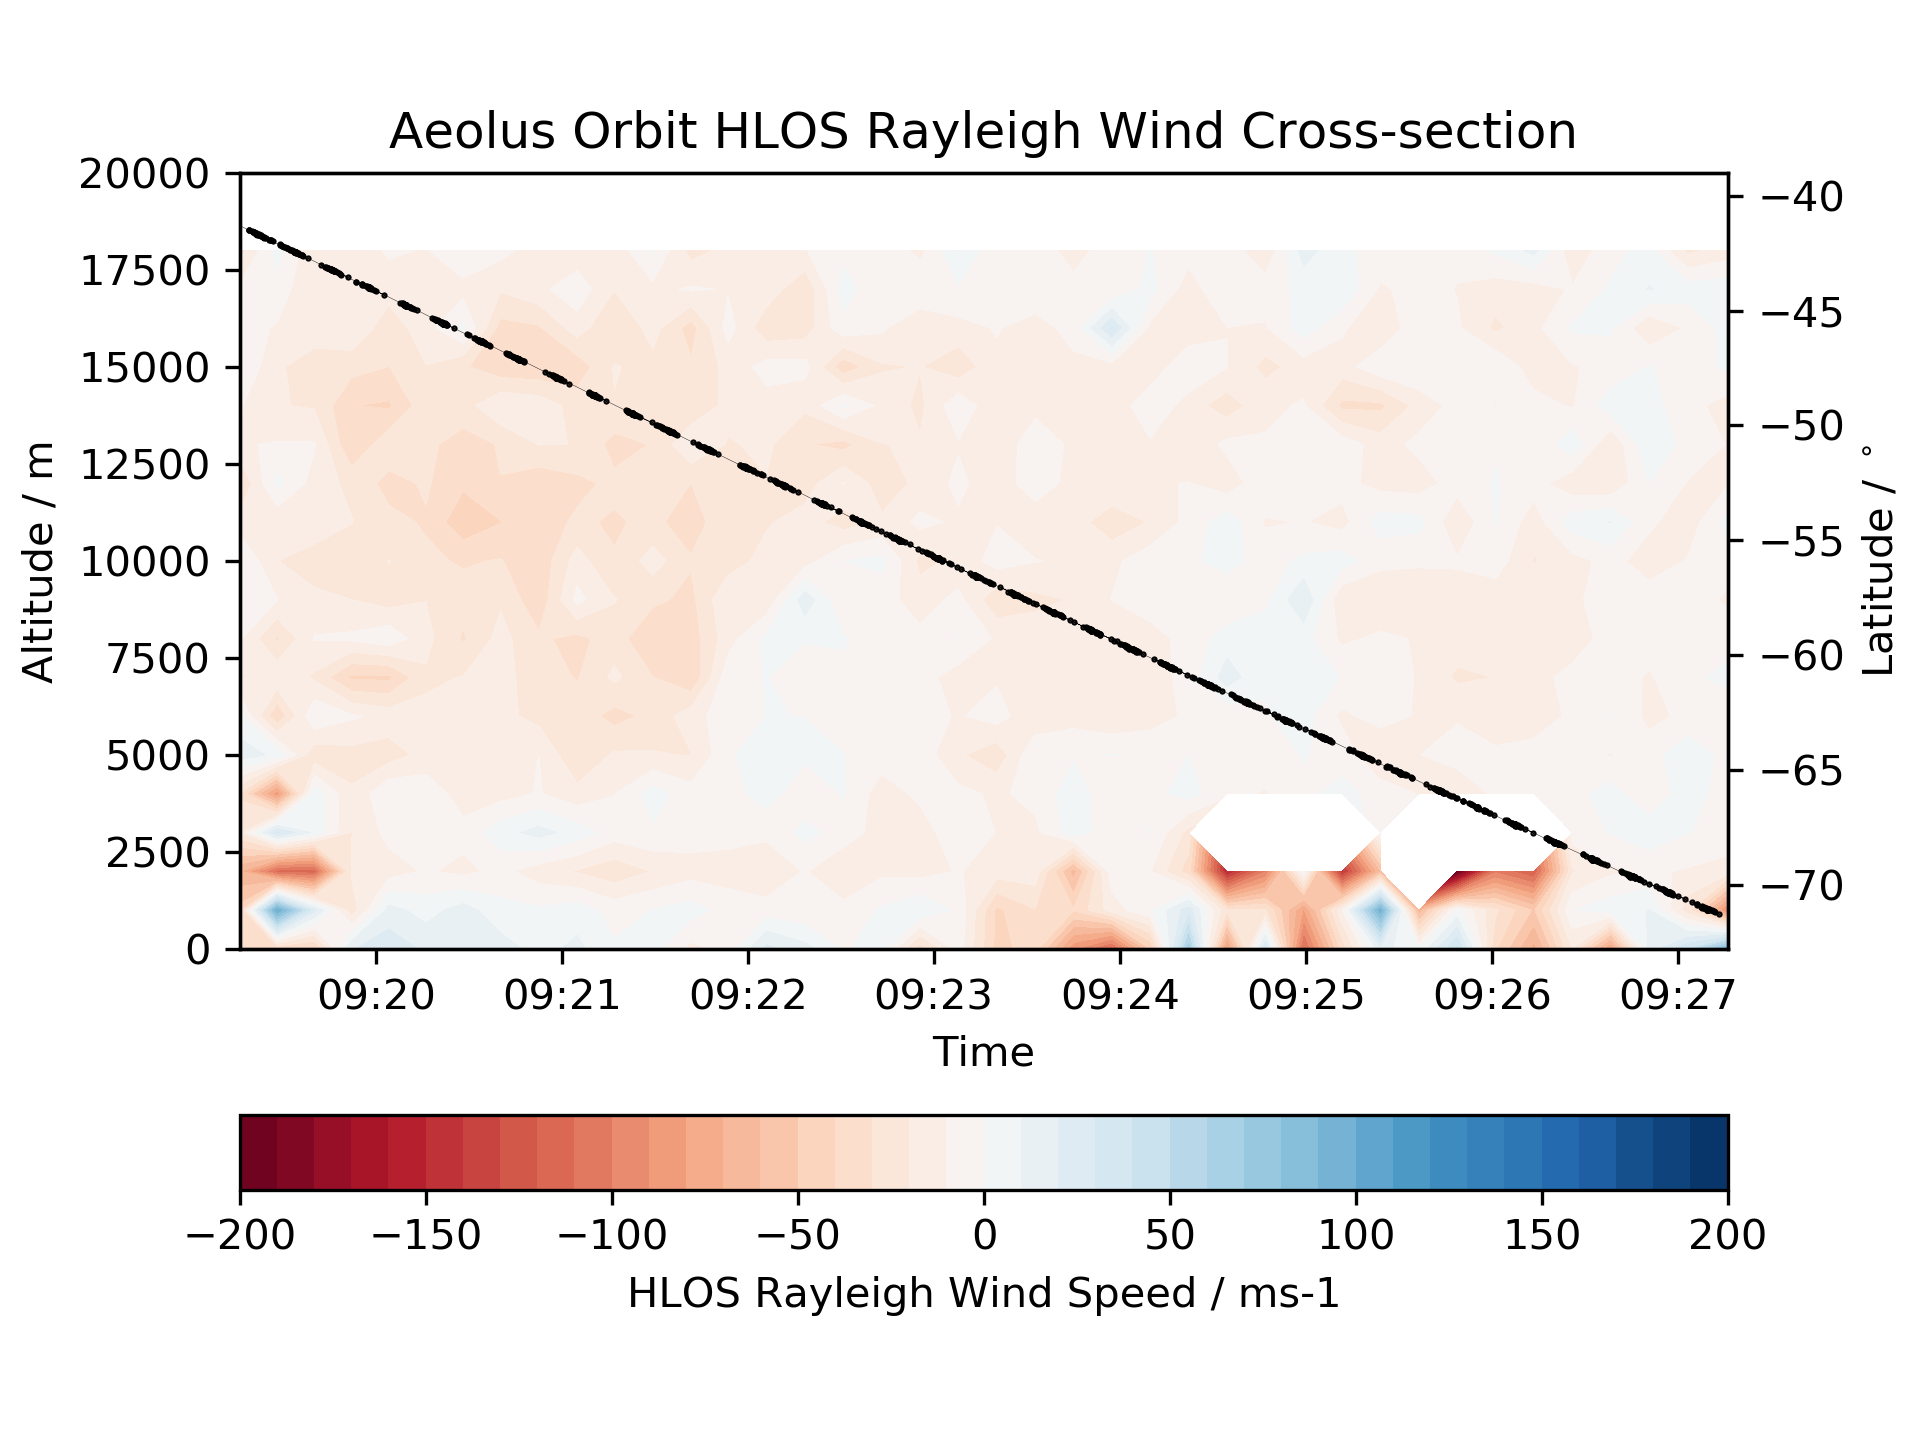 Aeolus Orbit HLOS Rayleigh Wind Cross-section
20000
17500
15000
12500
10000
7500
5000
2500
0
Altitude / m
−40
−45
−50
−55
−60
−65
−70
Latitude / °
09:20 09:21 09:22 09:23 09:24 09:25 09:26 09:27
Time
−200 −150 −100 −50 0 50 100 150 200
HLOS Rayleigh Wind Speed / ms-1